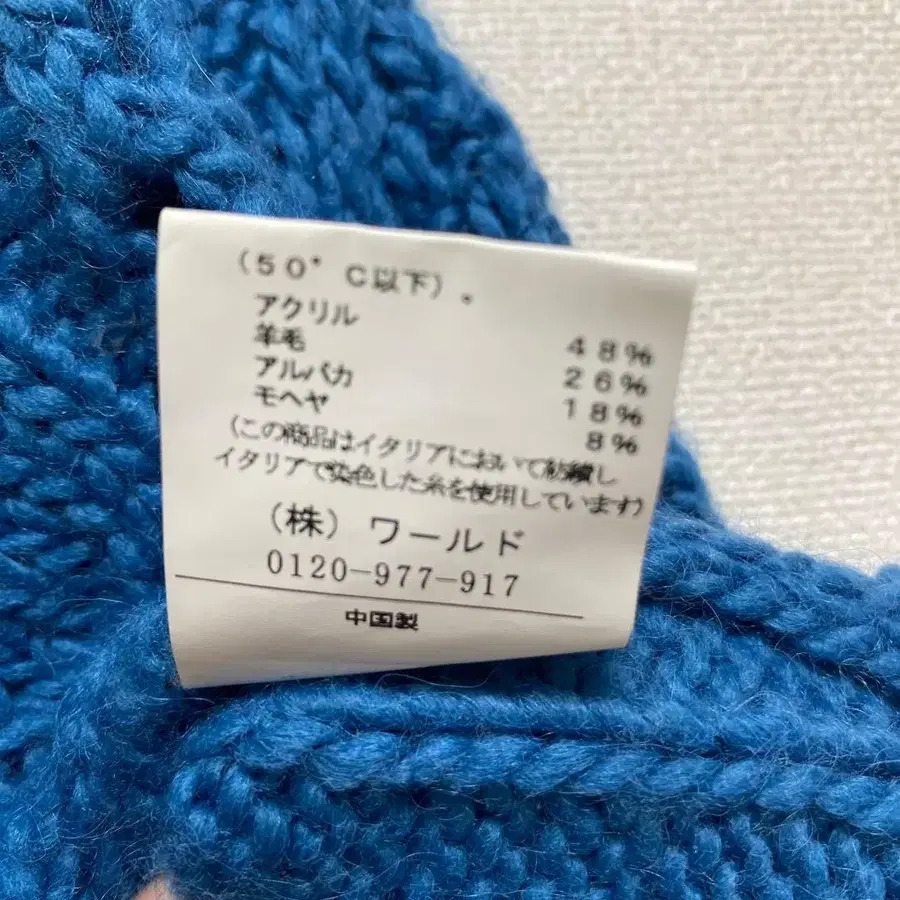 (50°C以下)。
アクリル 48%
羊毛 26%
アルパカ 18%
モヘヤ 8%
(この商品はイタリアにおいて紡績し
イタリアで染色した糸を使用しています)
(株)ワールド
0120-977-917
中国製